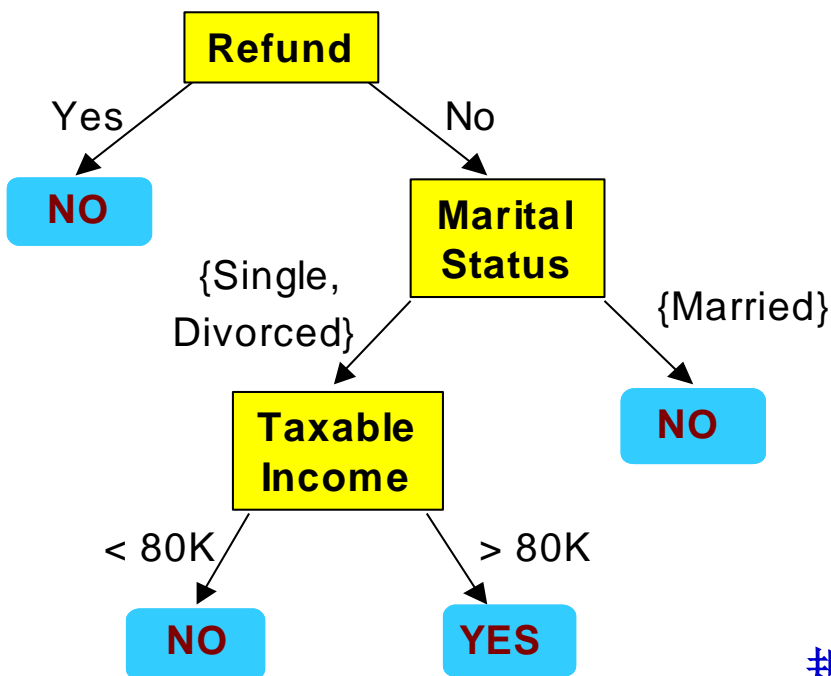 Refund
Yes
No
NO
Marital
Status
{Single,
Divorced}
{Married}
Taxable
Income
NO
< 80K
> 80K
NO
YES